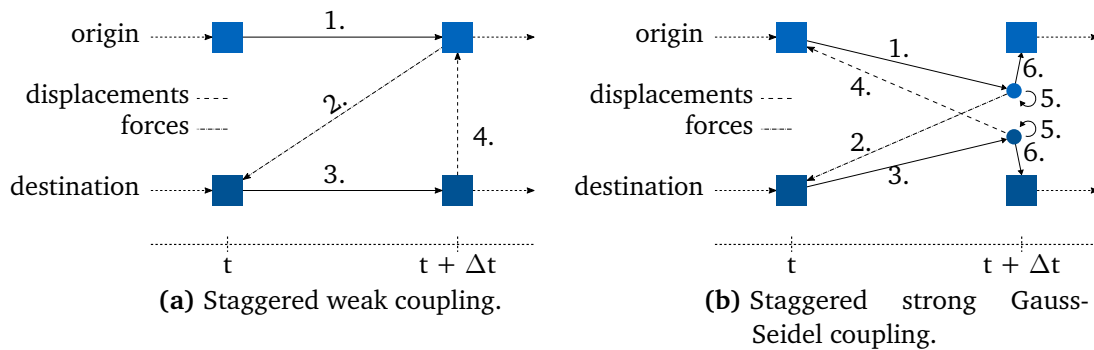 origin
1.
displacements
2.
forces
4.
destination
3.
t
t + Δt
(a) Staggered weak coupling.
origin
1.
6.
displacements
4.
5.
forces
2.
5.
6.
destination
3.
t
t + Δt
(b) Staggered strong Gauss-
Seidel coupling.